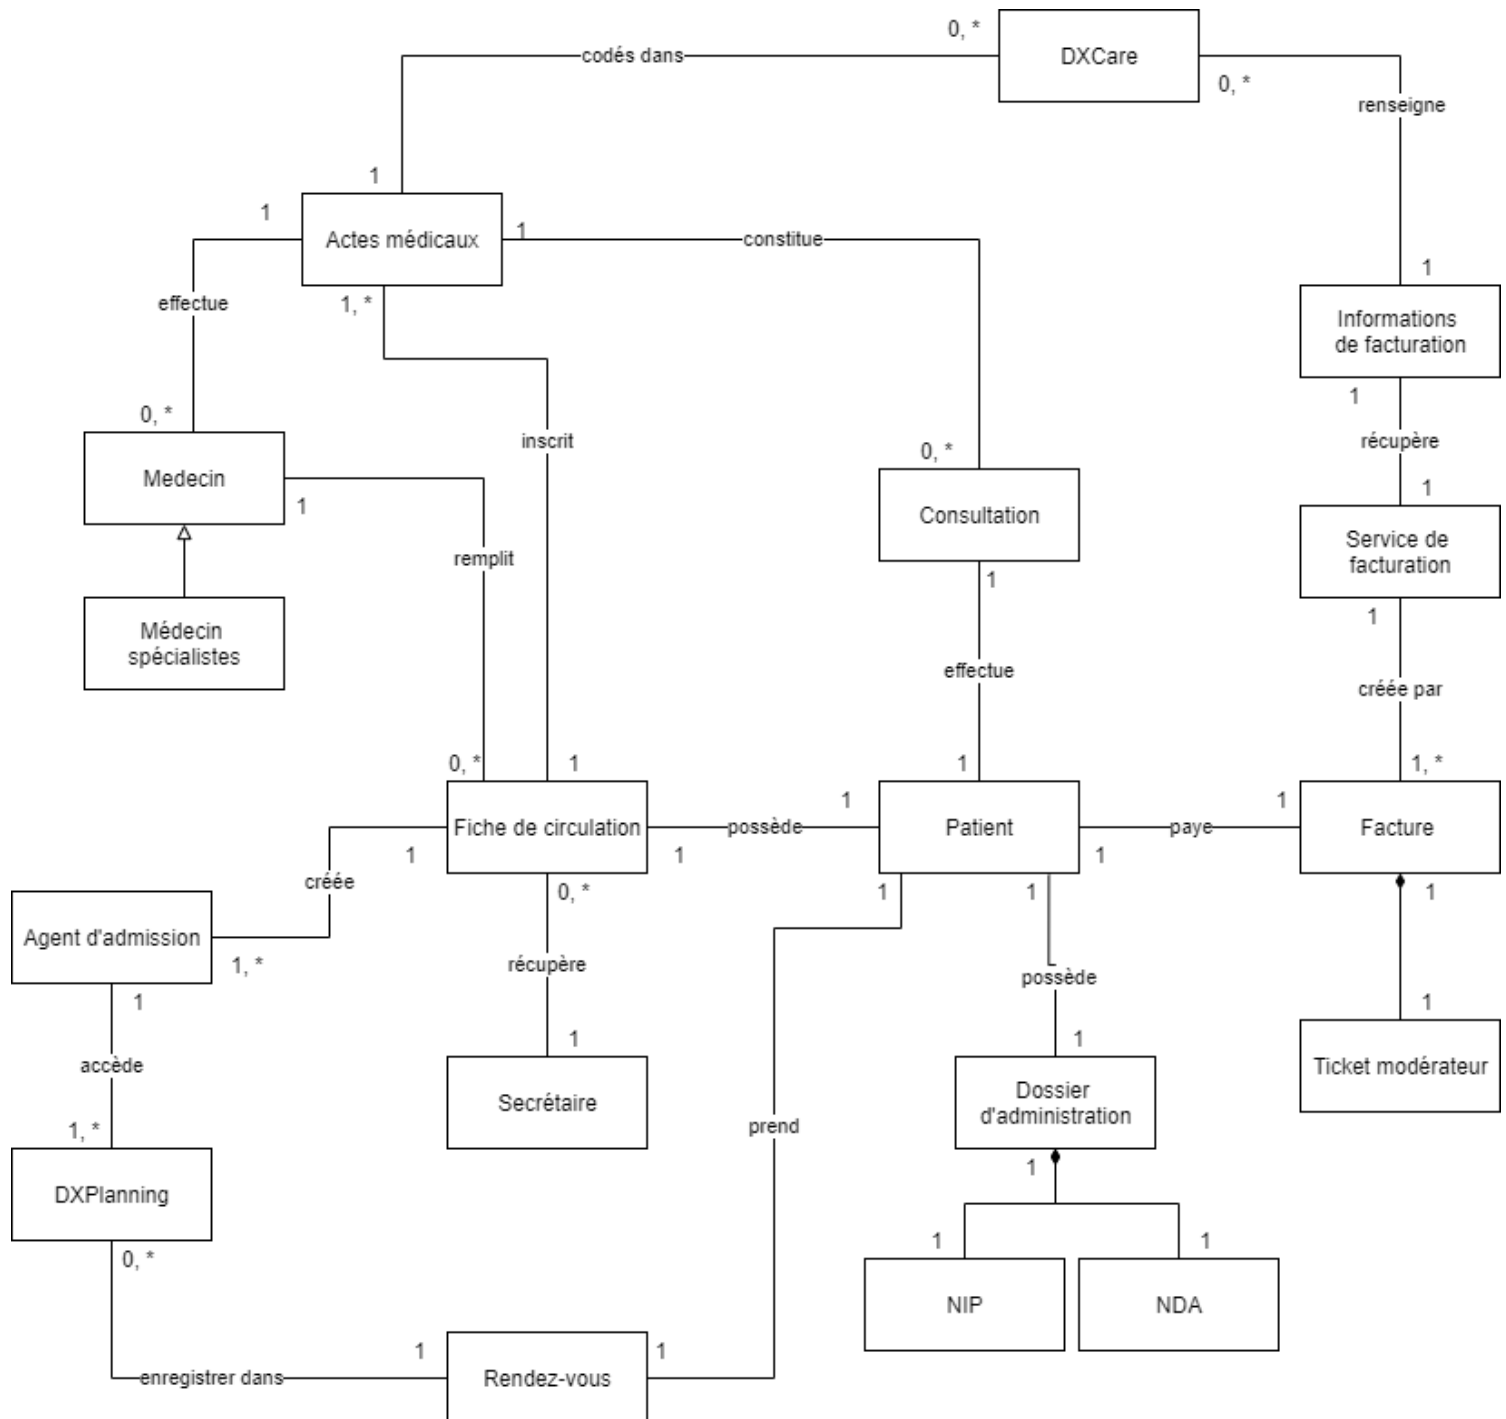 0, *
codés dans
DXCare
0, *
renseigne
1
1
Actes médicaux
1
constitue
1
effectue
1, *
Informations
de facturation
1
0, *
inscrit
0, *
récupère
Medecin
1
1
Consultation
Service de
facturation
remplit
1
1
Médecin
spécialistes
effectue
créée par
0, *
1
1
1, *
Fiche de circulation
possède
1
Patient
1
paye
Facture
1
1
1
créée
0, *
1
1
1
Agent d'admission
1, *
récupère
possède
1
1
1
1
accède
Secrétaire
Dossier
d'administration
Ticket modérateur
1, *
prend
1
DXPlanning
0, *
1
1
NIP
NDA
1
1
enregistrer dans
Rendez-vous